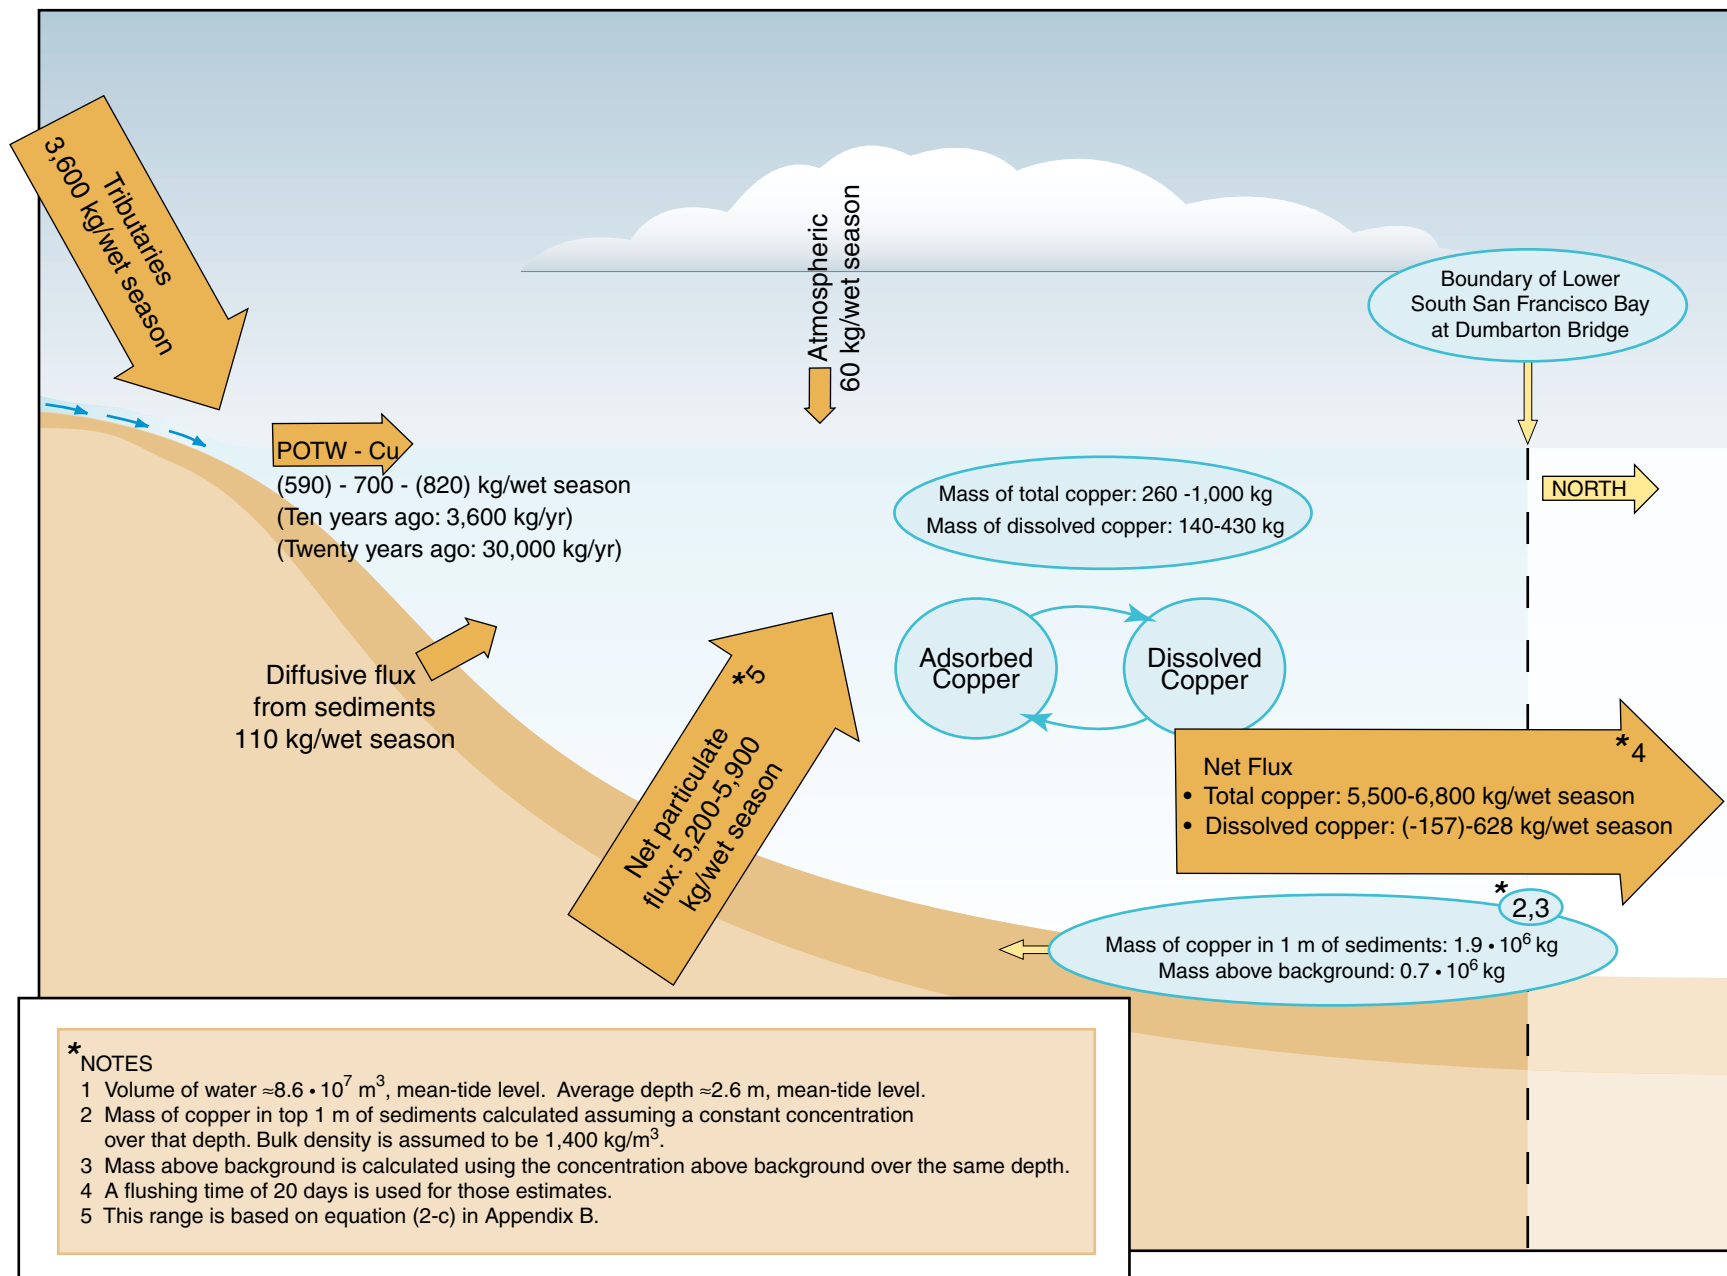 Tributaries
3,600 kg/wet season
Atmospheric
60 kg/wet season
Boundary of Lower
South San Francisco Bay
at Dumbarton Bridge
POTW - Cu
(590) - 700 - (820) kg/wet season
(Ten years ago: 3,600 kg/yr)
(Twenty years ago: 30,000 kg/yr)
Mass of total copper: 260 -1,000 kg
Mass of dissolved copper: 140-430 kg
NORTH
Diffusive flux
from sediments
110 kg/wet season
*5
Net particulate
flux: 5,200-5,900
kg/wet season
Adsorbed
Copper
Dissolved
Copper
*4
Net Flux
• Total copper: 5,500-6,800 kg/wet season
• Dissolved copper: (-157)-628 kg/wet season
*2,3
Mass of copper in 1 m of sediments: 1.9 • 10⁶ kg
Mass above background: 0.7 • 10⁶ kg
*NOTES
1 Volume of water ≈8.6 • 10⁷ m³, mean-tide level. Average depth ≈2.6 m, mean-tide level.
2 Mass of copper in top 1 m of sediments calculated assuming a constant concentration
over that depth. Bulk density is assumed to be 1,400 kg/m³.
3 Mass above background is calculated using the concentration above background over the same depth.
4 A flushing time of 20 days is used for those estimates.
5 This range is based on equation (2-c) in Appendix B.